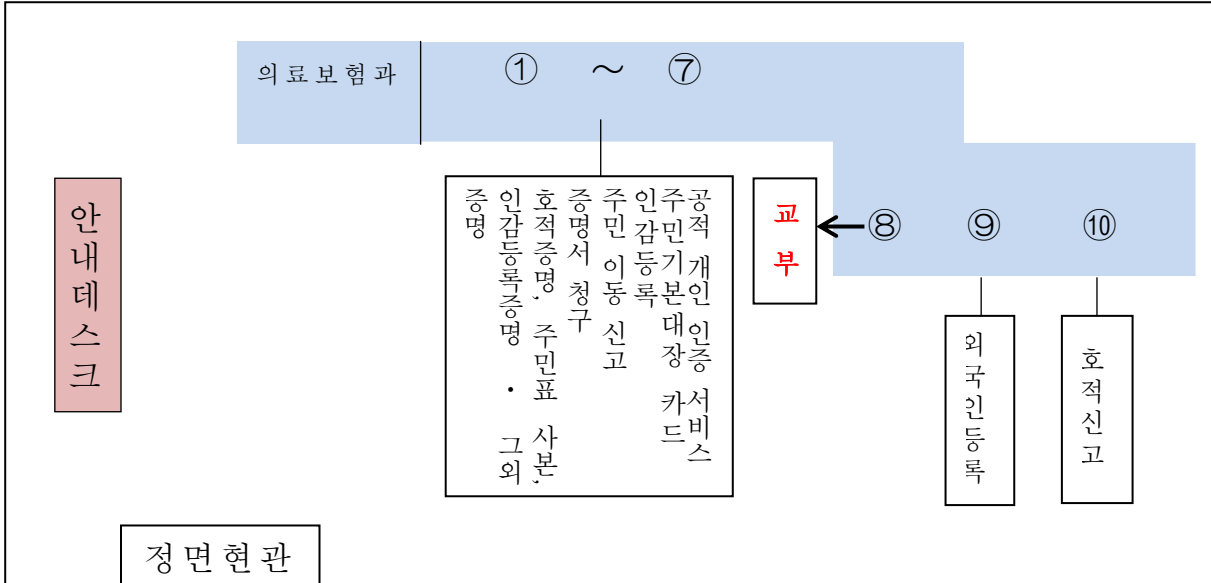 의료보험과
① ～ ⑦
안내데스크
공적 개인 인증 서비스
주민기본대장 카드
인감등록
주민 이동 신고
증명서 청구
호적증명, 주민표 사본,
인감등록증명 · 그외
증명
교부
⑧ ⑨ ⑩
외국인등록
호적신고
정면현관